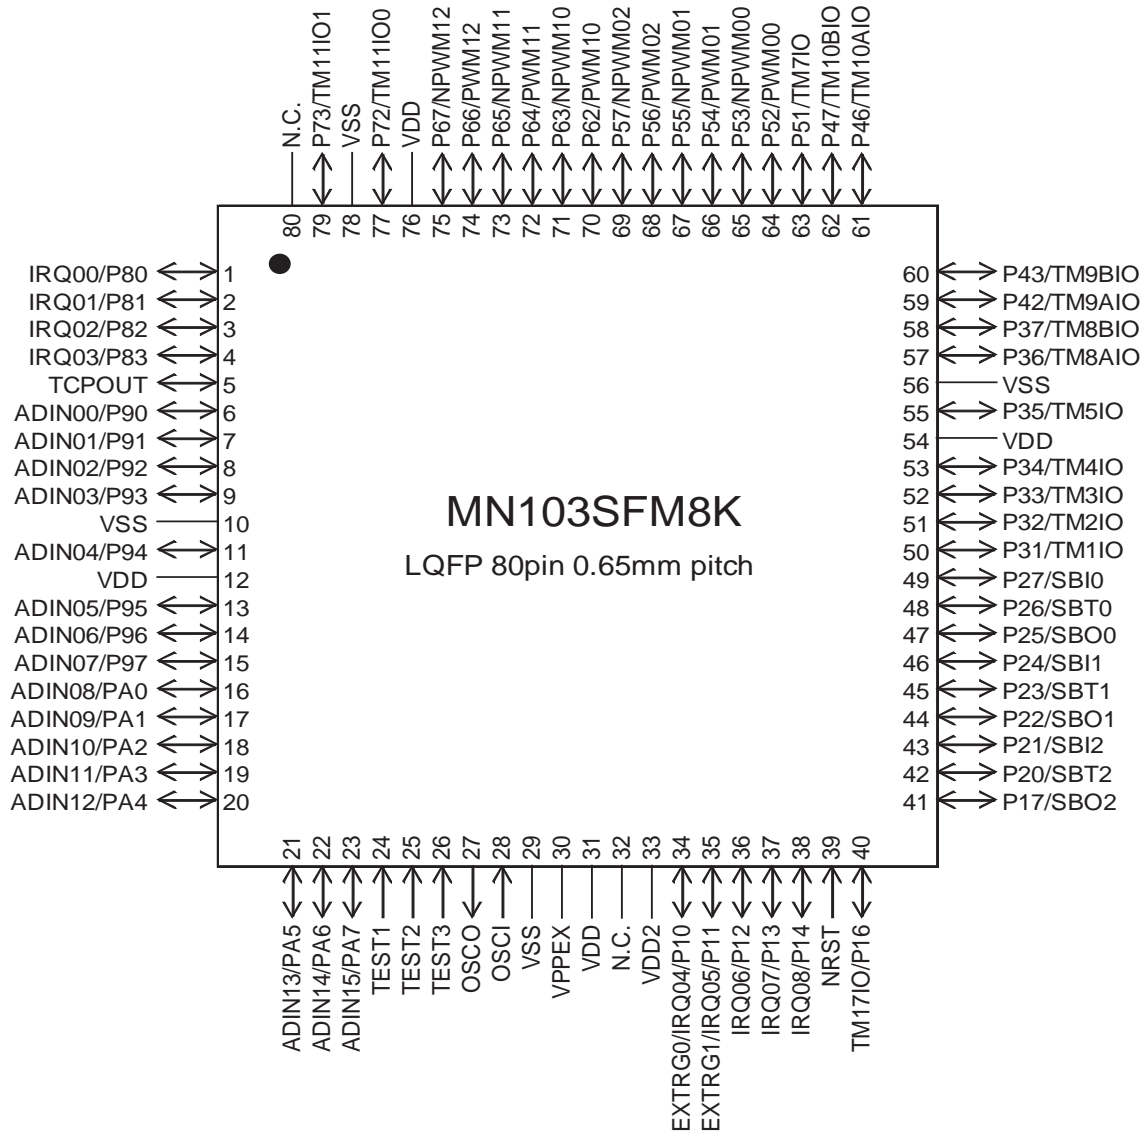 N.C.
P73/TM11IO1
VSS
P72/TM11IO0
VDD
P67/NPWM12
P66/PWM12
P65/NPWM11
P64/PWM11
P63/NPWM10
P62/PWM10
P57/NPWM02
P56/PWM02
P55/NPWM01
P54/PWM01
P53/NPWM00
P52/PWM00
P51/TM7IO
P47/TM10BIO
P46/TM10AIO
80 79 78 77 76 75 74 73 72 71 70 69 68 67 66 65 64 63 62 61
IRQ00/P80 1
IRQ01/P81 2
IRQ02/P82 3
IRQ03/P83 4
TCPOUT 5
ADIN00/P90 6
ADIN01/P91 7
ADIN02/P92 8
ADIN03/P93 9
VSS 10
ADIN04/P94 11
VDD 12
ADIN05/P95 13
ADIN06/P96 14
ADIN07/P97 15
ADIN08/PA0 16
ADIN09/PA1 17
ADIN10/PA2 18
ADIN11/PA3 19
ADIN12/PA4 20
MN103SFM8K
LQFP 80pin 0.65mm pitch
60 P43/TM9BIO
59 P42/TM9AIO
58 P37/TM8BIO
57 P36/TM8AIO
56 VSS
55 P35/TM5IO
54 VDD
53 P34/TM4IO
52 P33/TM3IO
51 P32/TM2IO
50 P31/TM1IO
49 P27/SBI0
48 P26/SBT0
47 P25/SBO0
46 P24/SBI1
45 P23/SBT1
44 P22/SBO1
43 P21/SBI2
42 P20/SBT2
41 P17/SBO2
21 22 23 24 25 26 27 28 29 30 31 32 33 34 35 36 37 38 39 40
ADIN13/PA5
ADIN14/PA6
ADIN15/PA7
TEST1
TEST2
TEST3
OSCO
OSCI
VSS
VPPEX
VDD
N.C.
VDD2
EXTRG0/IRQ04/P10
EXTRG1/IRQ05/P11
IRQ06/P12
IRQ07/P13
IRQ08/P14
NRST
TM17IO/P16